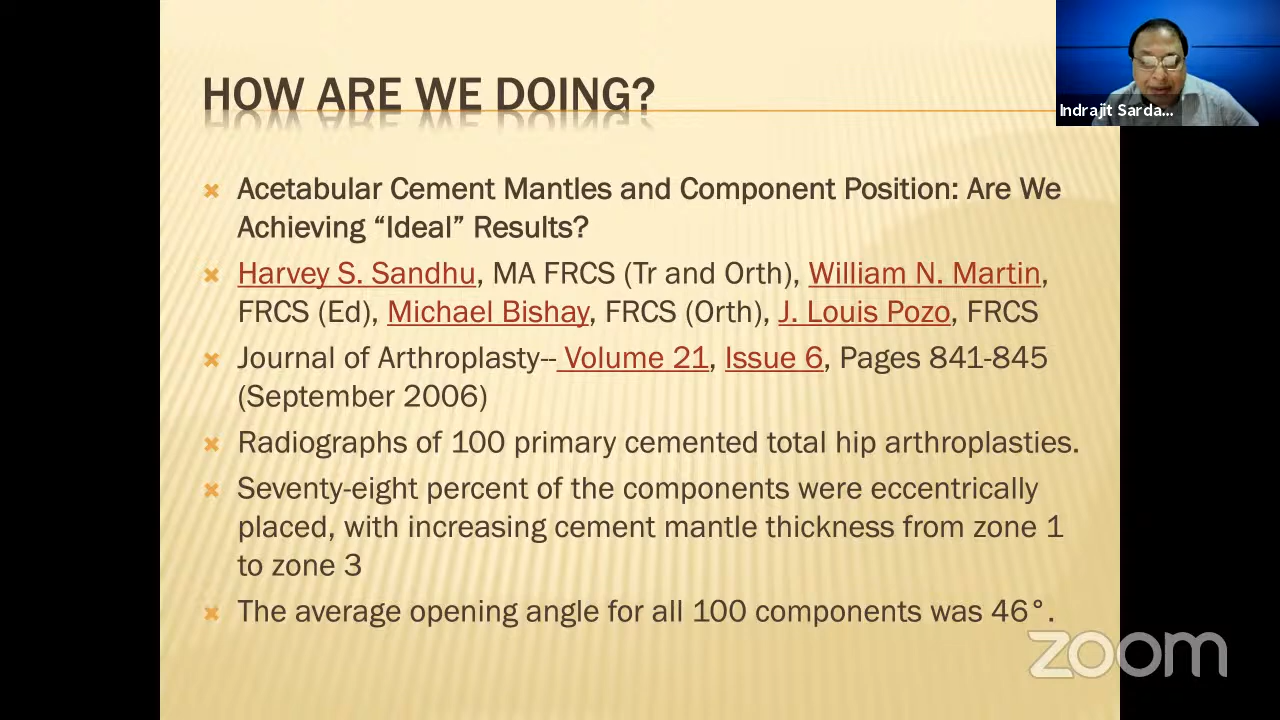 HOW ARE WE DOING?
Indrajit Sarda...
Acetabular Cement Mantles and Component Position: Are We
Achieving “Ideal” Results?
Harvey S. Sandhu, MA FRCS (Tr and Orth), William N. Martin,
FRCS (Ed), Michael Bishay, FRCS (Orth), J. Louis Pozo, FRCS
Journal of Arthroplasty-- Volume 21, Issue 6, Pages 841-845
(September 2006)
Radiographs of 100 primary cemented total hip arthroplasties.
Seventy-eight percent of the components were eccentrically
placed, with increasing cement mantle thickness from zone 1
to zone 3
The average opening angle for all 100 components was 46°.
zoom